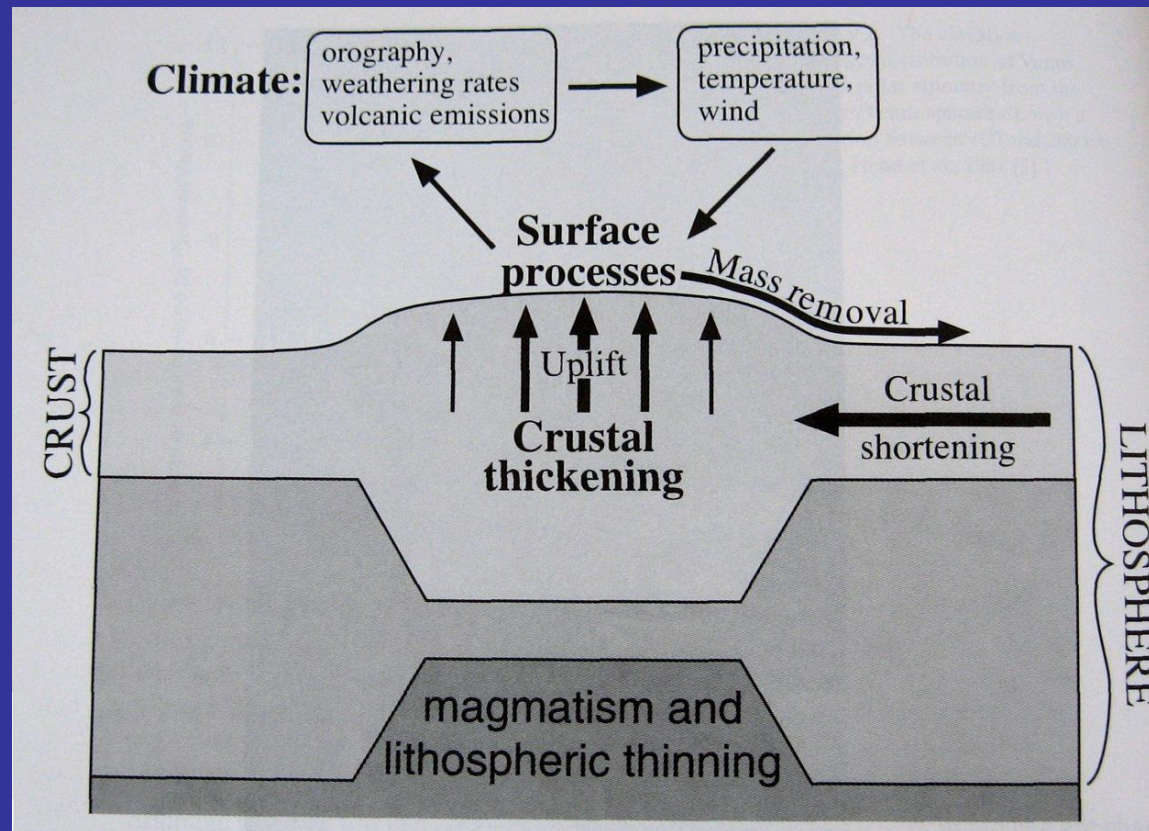 Climate:
orography,
weathering rates
volcanic emissions
precipitation,
temperature,
wind
Surface
processes
Mass removal
Uplift
Crustal
thickening
Crustal
shortening
CRUST
LITHOSPHERE
magmatism and
lithospheric thinning